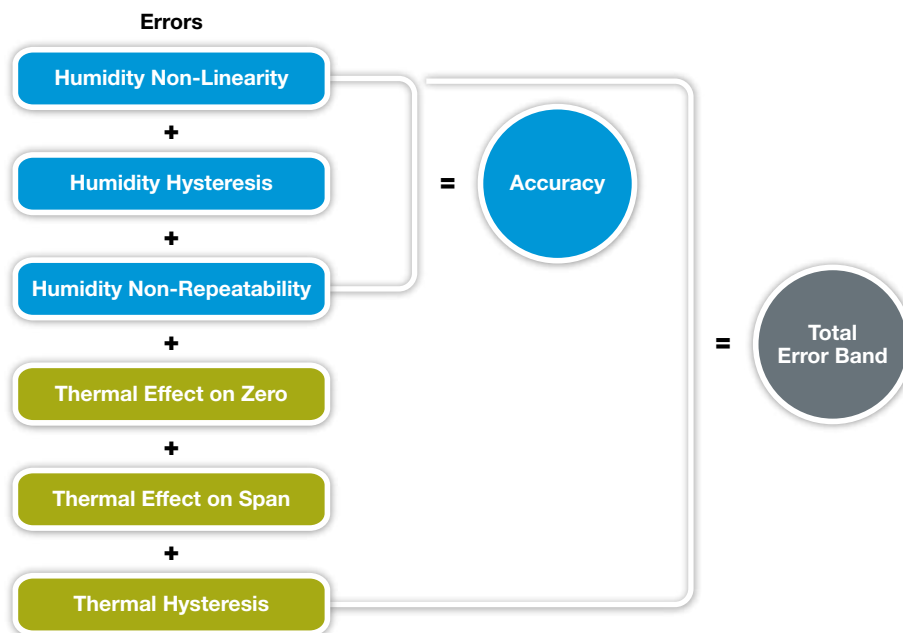 Errors
Humidity Non-Linearity
+
Humidity Hysteresis
=
Accuracy
+
Humidity Non-Repeatability
+
=
Total
Error Band
Thermal Effect on Zero
+
Thermal Effect on Span
+
Thermal Hysteresis